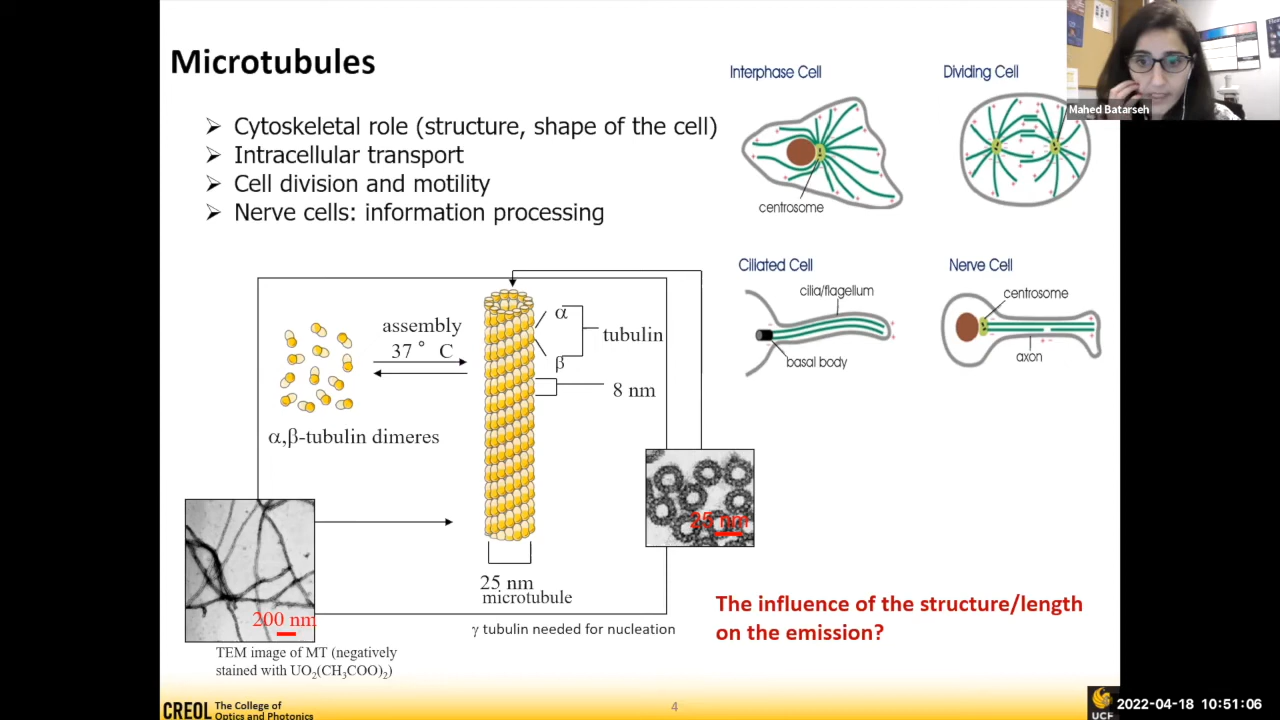 Microtubules
Cytoskeletal role (structure, shape of the cell)
Intracellular transport
Cell division and motility
Nerve cells: information processing
Interphase Cell
centrosome
Dividing Cell
Mahed Batarseh
Ciliated Cell
cilia/flagellum
basal body
Nerve Cell
centrosome
axon
assembly
37 ° C
α,β-tubulin dimeres
α
tubulin
β
8 nm
25 nm
microtubule
γ tubulin needed for nucleation
25 nm
200 nm
TEM image of MT (negatively
stained with UO₂(CH₃COO)₂)
The influence of the structure/length
on the emission?
CREOL The College of
Optics and Photonics
4
UCF
2022-04-18 10:51:06